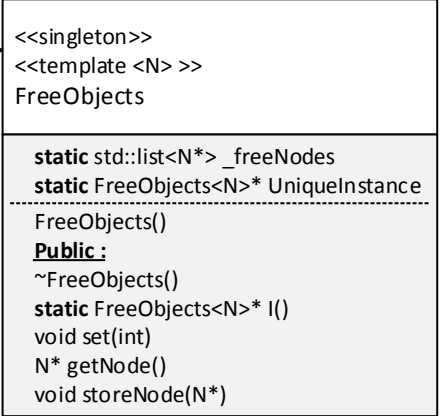 <<singleton>>
<<template <N> >>
FreeObjects
static std::list<N*> _freeNodes
static FreeObjects<N>* UniqueInstance
FreeObjects()
Public :
~FreeObjects()
static FreeObjects<N>* I()
void set(int)
N* getNode()
void storeNode(N*)